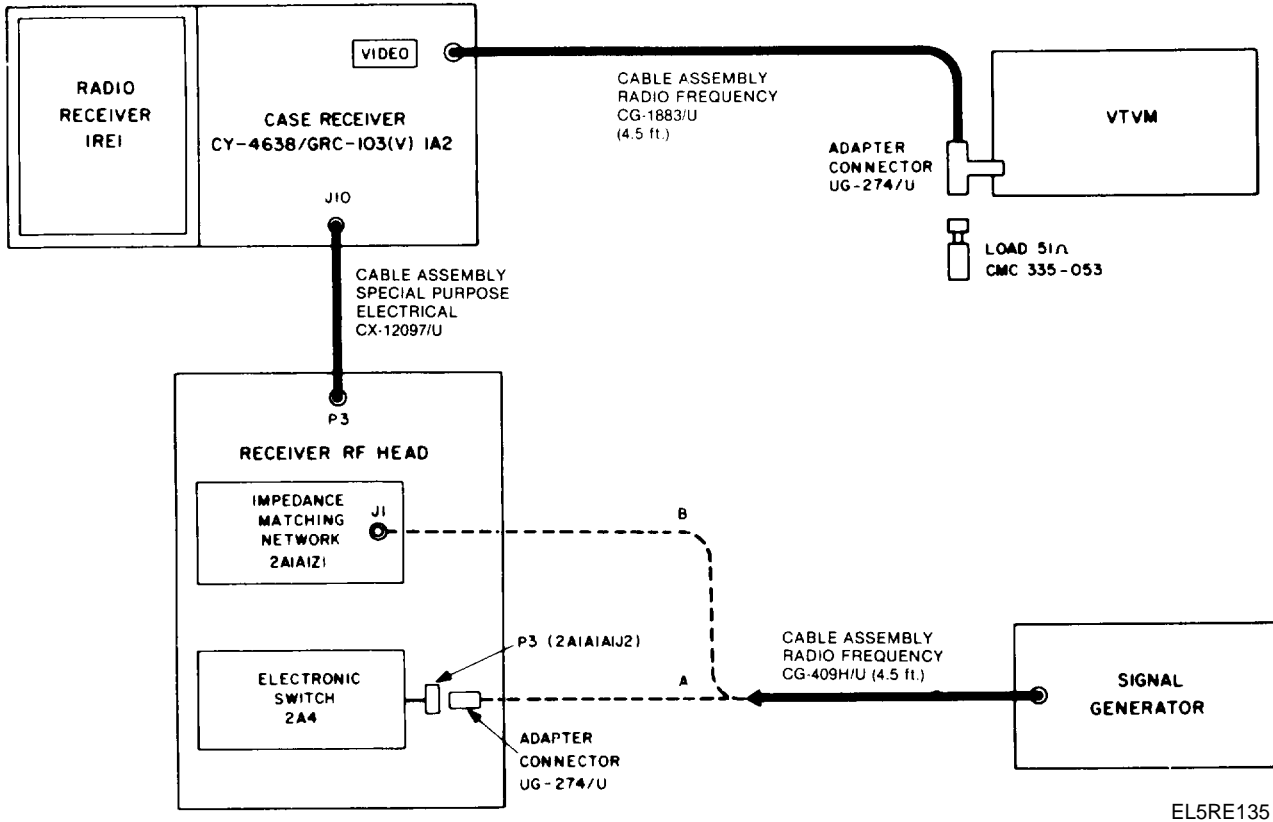 RADIO
RECEIVER
IREI
VIDEO
CASE RECEIVER
CY-4638/GRC-103(V) IA2
J10
CABLE ASSEMBLY
RADIO FREQUENCY
CG-1883/U
(4.5 ft.)
ADAPTER
CONNECTOR
UG-274/U
VTVM
LOAD 51Ω
CMC 335-053
CABLE ASSEMBLY
SPECIAL PURPOSE
ELECTRICAL
CX-12097/U
P3
RECEIVER RF HEAD
IMPEDANCE
MATCHING
NETWORK
2A1A1Z1
J1
B
P3 (2A1A1A1J2)
ELECTRONIC
SWITCH
2A4
A
ADAPTER
CONNECTOR
UG-274/U
CABLE ASSEMBLY
RADIO FREQUENCY
CG-409H/U (4.5 ft.)
SIGNAL
GENERATOR
EL5RE135